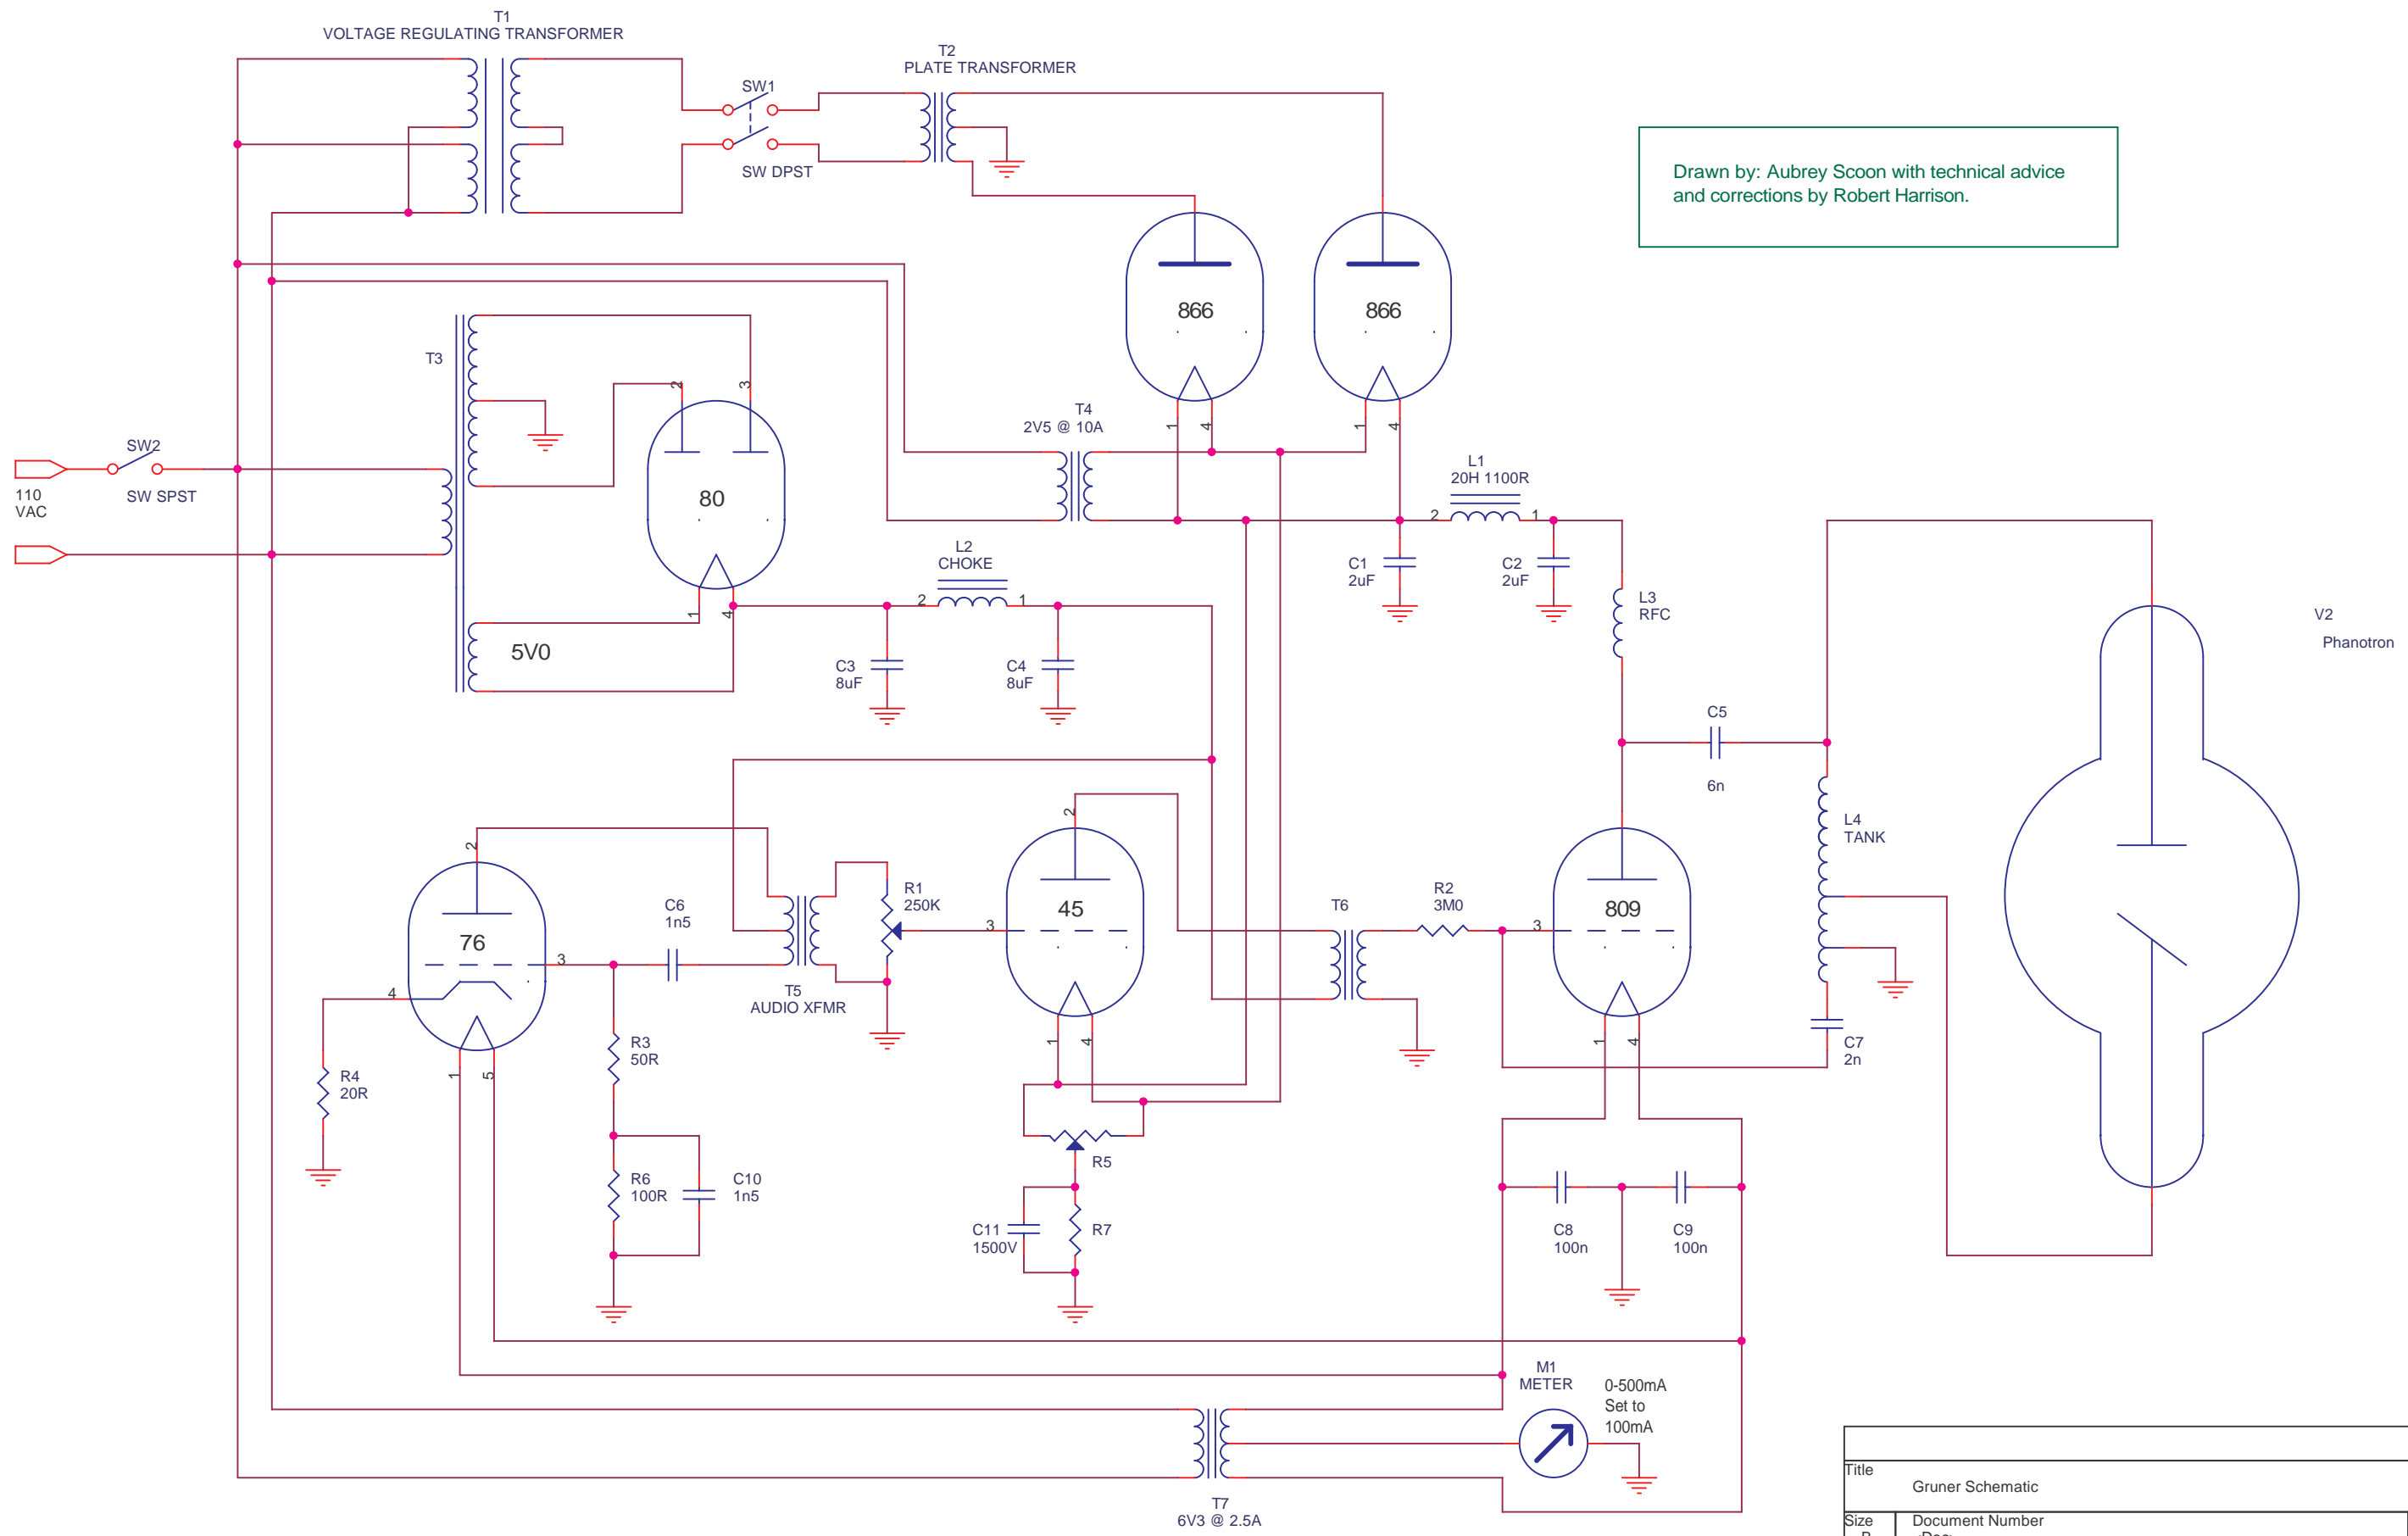 T1
VOLTAGE REGULATING TRANSFORMER
T2
PLATE TRANSFORMER
SW1
SW DPST
Drawn by: Aubrey Scoon with technical advice
and corrections by Robert Harrison.
866
866
T3
2
3
SW2
SW SPST
110
VAC
80
T4
2V5 @ 10A
1
4
1
4
L1
20H 1100R
2
1
C1
2uF
C2
2uF
L2
CHOKE
2
1
1
4
5V0
C3
8uF
C4
8uF
L3
RFC
V2
Phanotron
C5
6n
L4
TANK
2
76
3
4
C6
1n5
R1
250K
T5
AUDIO XFMR
2
45
3
T6
R2
3M0
809
3
1
5
R4
20R
R3
50R
R6
100R
C10
1n5
1
4
R5
C11
1500V
R7
1
4
C7
2n
C8
100n
C9
100n
M1
METER
0-500mA
Set to
100mA
T7
6V3 @ 2.5A
Title
Gruner Schematic
Size
Document Number